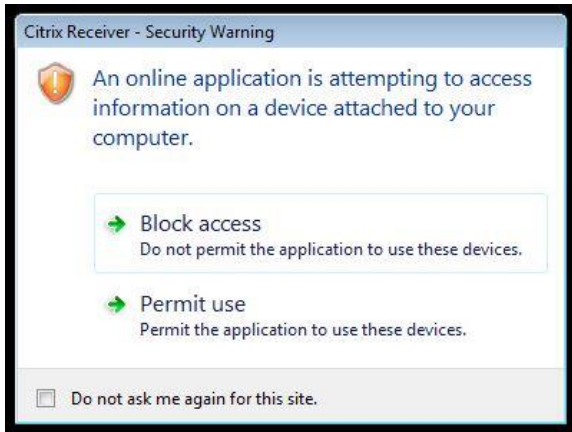 Citrix Receiver - Security Warning
An online application is attempting to access
information on a device attached to your
computer.
Block access
Do not permit the application to use these devices.
Permit use
Permit the application to use these devices.
Do not ask me again for this site.